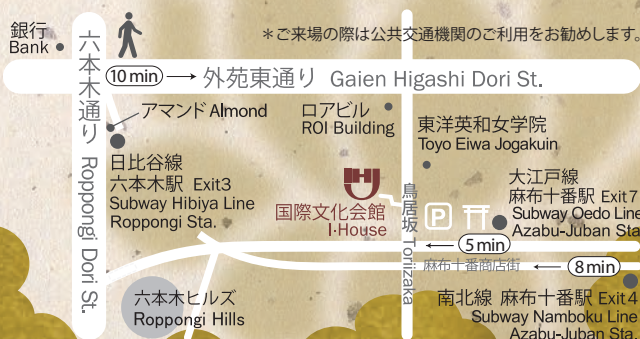 銀行
Bank
＊ご来場の際は公共交通機関のご利用をお勧めします。
六本木通り Roppongi Dori St.
10 min
外苑東通り Gaien Higashi Dori St.
アマンド Almond
ロアビル
ROI Building
東洋英和女学院
Toyo Eiwa Jogakuin
日比谷線
六本木駅 Exit3
Subway Hibiya Line
Roppongi Sta.
国際文化会館
I-House
鳥居坂 Toriizaka
P
大江戸線
麻布十番駅 Exit 7
Subway Oedo Line
Azabu-Juban Sta.
5 min
麻布十番商店街
8 min
六本木ヒルズ
Roppongi Hills
南北線 麻布十番駅 Exit 4
Subway Namboku Line
Azabu-Juban Sta.